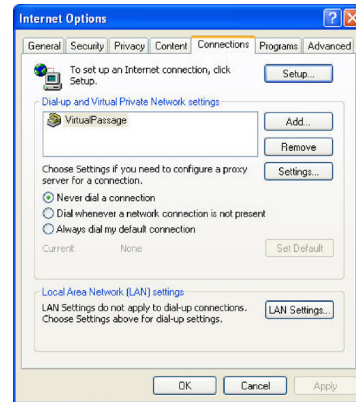 Internet Options
General Security Privacy Content Connections Programs Advanced
To set up an Internet connection, click
Setup.
Setup...
Dial-up and Virtual Private Network settings
VirtualPassage
Add...
Remove
Choose Settings if you need to configure a proxy
server for a connection.
Settings...
Never dial a connection
Dial whenever a network connection is not present
Always dial my default connection
Current None
Set Default
Local Area Network (LAN) settings
LAN Settings do not apply to dial-up connections.
Choose Settings above for dial-up settings.
LAN Settings...
OK Cancel Apply